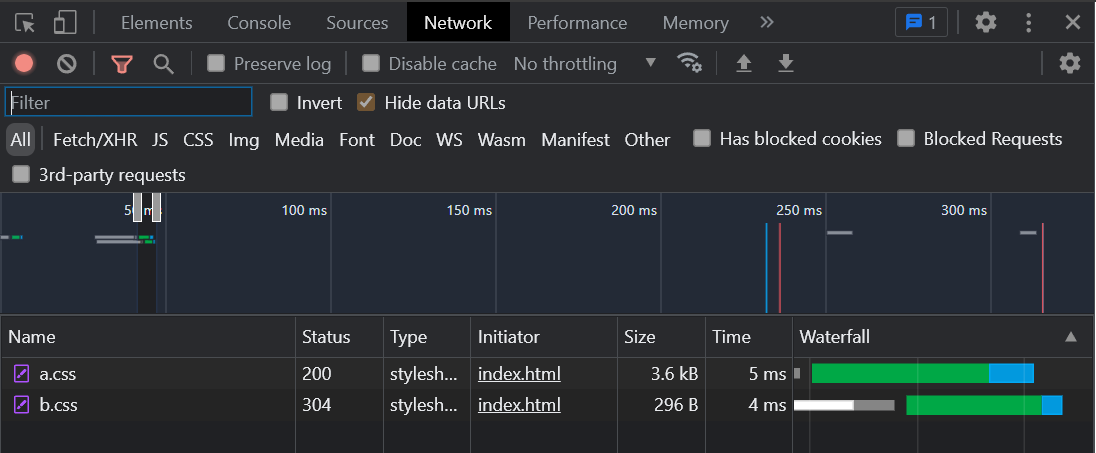 Elements Console Sources Network Performance Memory 1
Preserve log Disable cache No throttling
Filter Invert Hide data URLs
All Fetch/XHR JS CSS Img Media Font Doc WS Wasm Manifest Other Has blocked cookies Blocked Requests
3rd-party requests
100 ms 150 ms 200 ms 250 ms 300 ms
Name Status Type Initiator Size Time Waterfall
a.css 200 stylesh... index.html 3.6 kB 5 ms
b.css 304 stylesh... index.html 296 B 4 ms